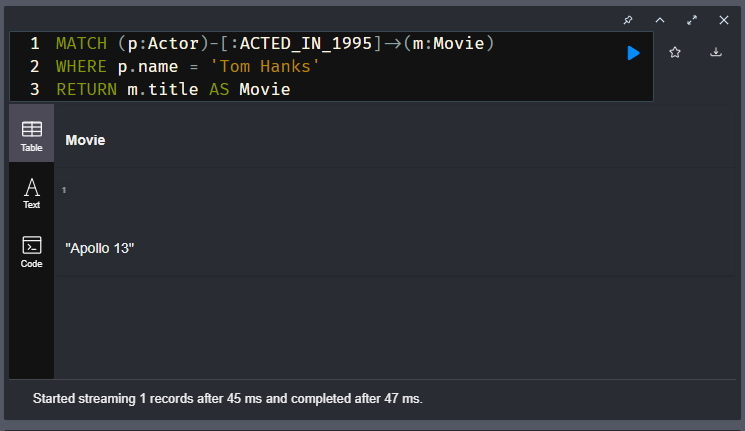 1 MATCH (p:Actor)-[:ACTED_IN_1995]->(m:Movie)
2 WHERE p.name = 'Tom Hanks'
3 RETURN m.title AS Movie
Table
Movie
1
Text
"Apollo 13"
Code
Started streaming 1 records after 45 ms and completed after 47 ms.